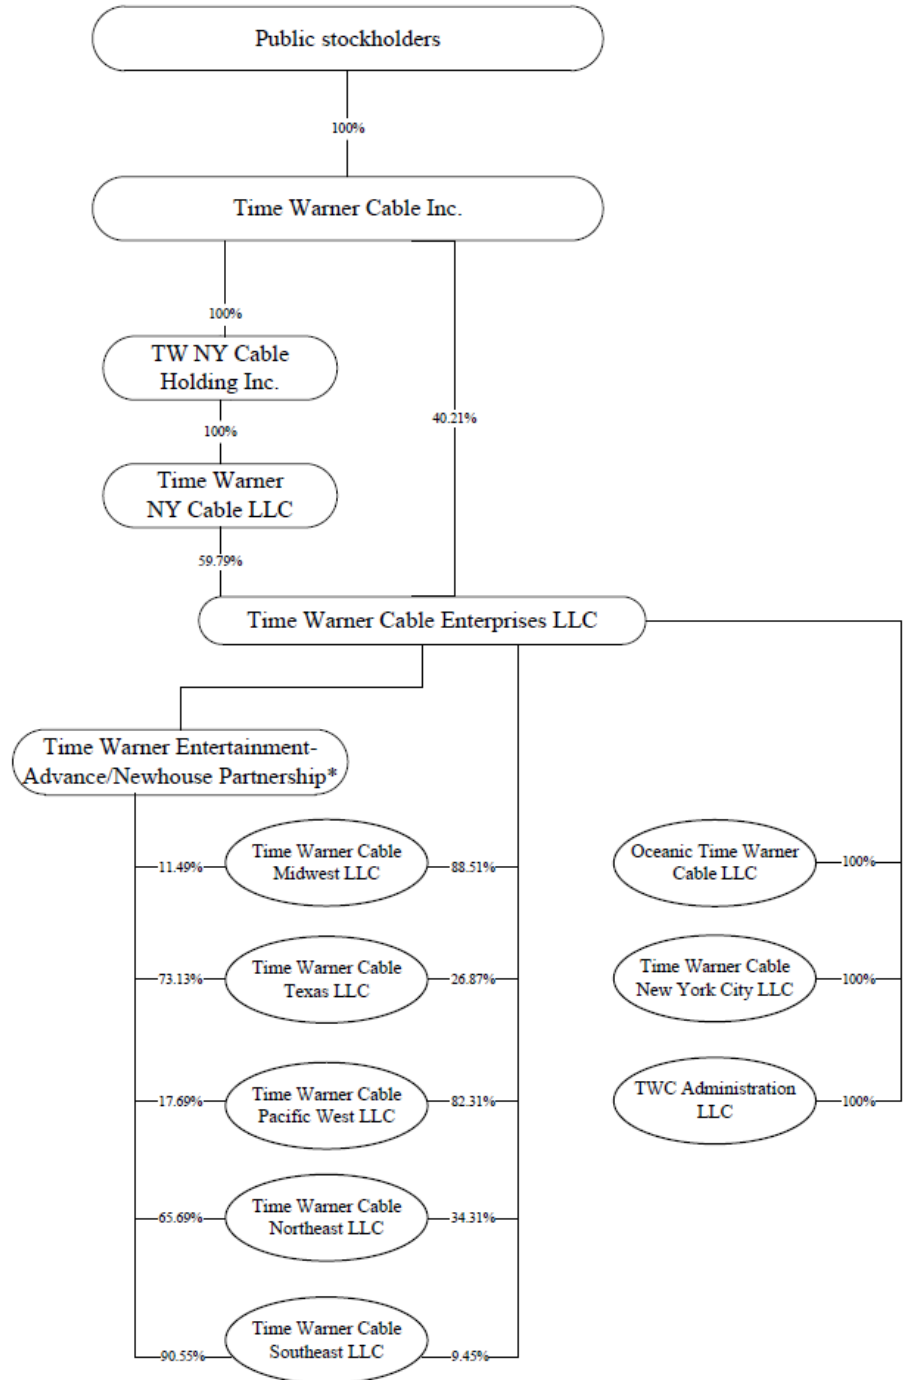 Public stockholders
100%
Time Warner Cable Inc.
100%
TW NY Cable
Holding Inc.
40.21%
100%
Time Warner
NY Cable LLC
59.79%
Time Warner Cable Enterprises LLC
Time Warner Entertainment-
Advance/Newhouse Partnership*
11.49%
Time Warner Cable
Midwest LLC
88.51%
Oceanic Time Warner
Cable LLC
100%
73.13%
Time Warner Cable
Texas LLC
26.87%
Time Warner Cable
New York City LLC
100%
17.69%
Time Warner Cable
Pacific West LLC
82.31%
TWC Administration
LLC
100%
65.69%
Time Warner Cable
Northeast LLC
34.31%
90.55%
Time Warner Cable
Southeast LLC
9.45%